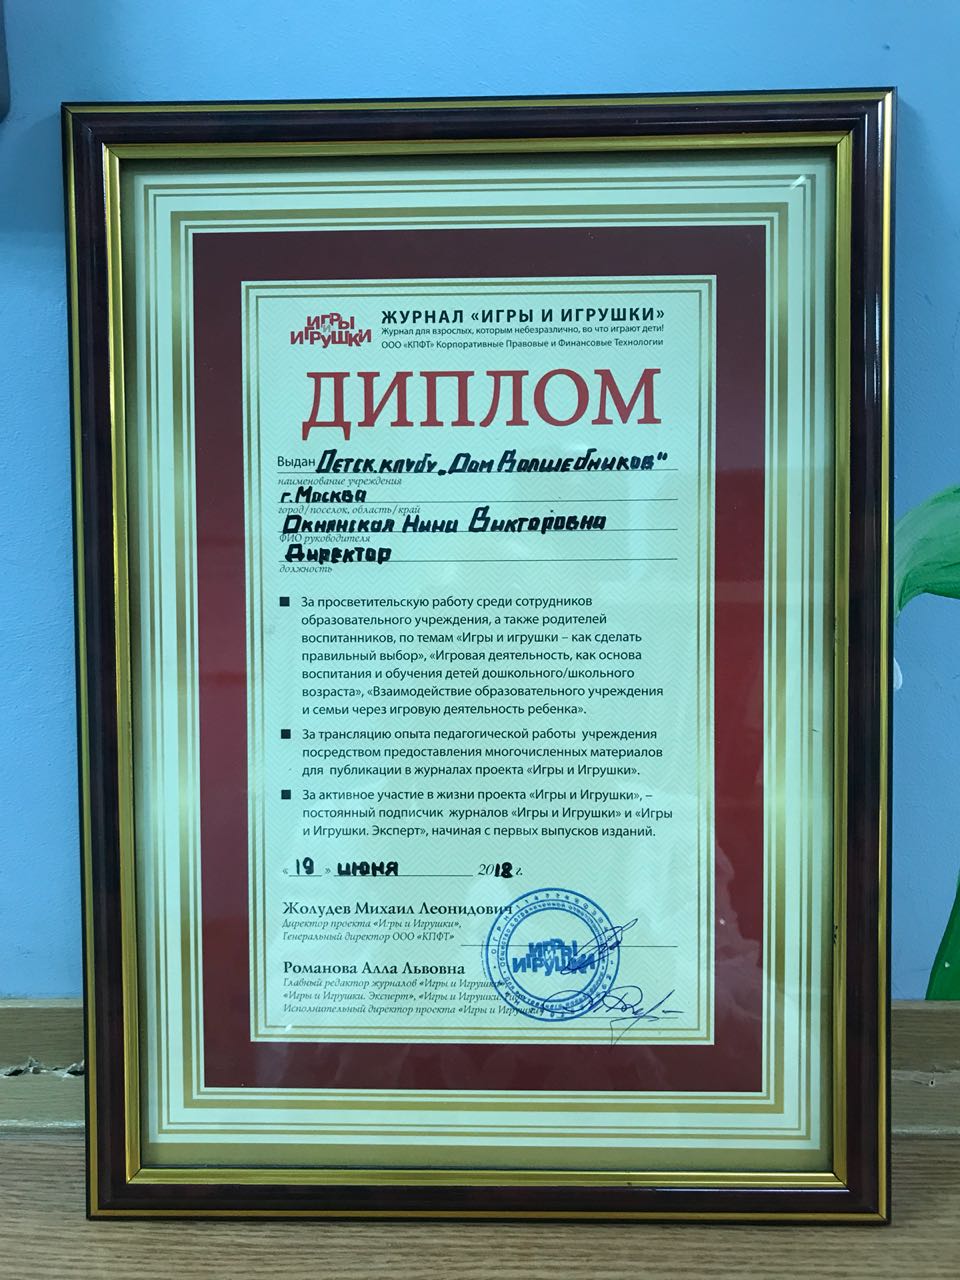 ИГРЫ
И
ИГРУШКИ
ЖУРНАЛ «ИГРЫ И ИГРУШКИ»
Журнал для взрослых, которым небезразлично, во что играют дети!
ООО «КПФТ» Корпоративные Правовые и Финансовые Технологии
ДИПЛОМ
Выдан Детск. клубу „Дом Волшебников"
наименование учреждения
г. Москва
город/поселок, область/край
Окнянская Нина Викторовна
ФИО руководителя
Директор
должность
■ За просветительскую работу среди сотрудников
образовательного учреждения, а также родителей
воспитанников, по темам «Игры и игрушки – как сделать
правильный выбор», «Игровая деятельность, как основа
воспитания и обучения детей дошкольного/школьного
возраста», «Взаимодействие образовательного учреждения
и семьи через игровую деятельность ребенка».
■ За трансляцию опыта педагогической работы учреждения
посредством предоставления многочисленных материалов
для публикации в журналах проекта «Игры и Игрушки».
■ За активное участие в жизни проекта «Игры и Игрушки», –
постоянный подписчик журналов «Игры и Игрушки» и «Игры
и Игрушки. Эксперт», начиная с первых выпусков изданий.
«19» июня 2018 г.
Жолудев Михаил Леонидович
Директор проекта «Игры и Игрушки»,
Генеральный директор ООО «КПФТ»
ИГРЫ
И
ИГРУШКИ
Романова Алла Львовна
Главный редактор журналов «Игры и Игрушки»
«Игры и Игрушки. Эксперт», «Игры и Игрушки.
Исполнительный директор проекта «Игры и Игрушки»